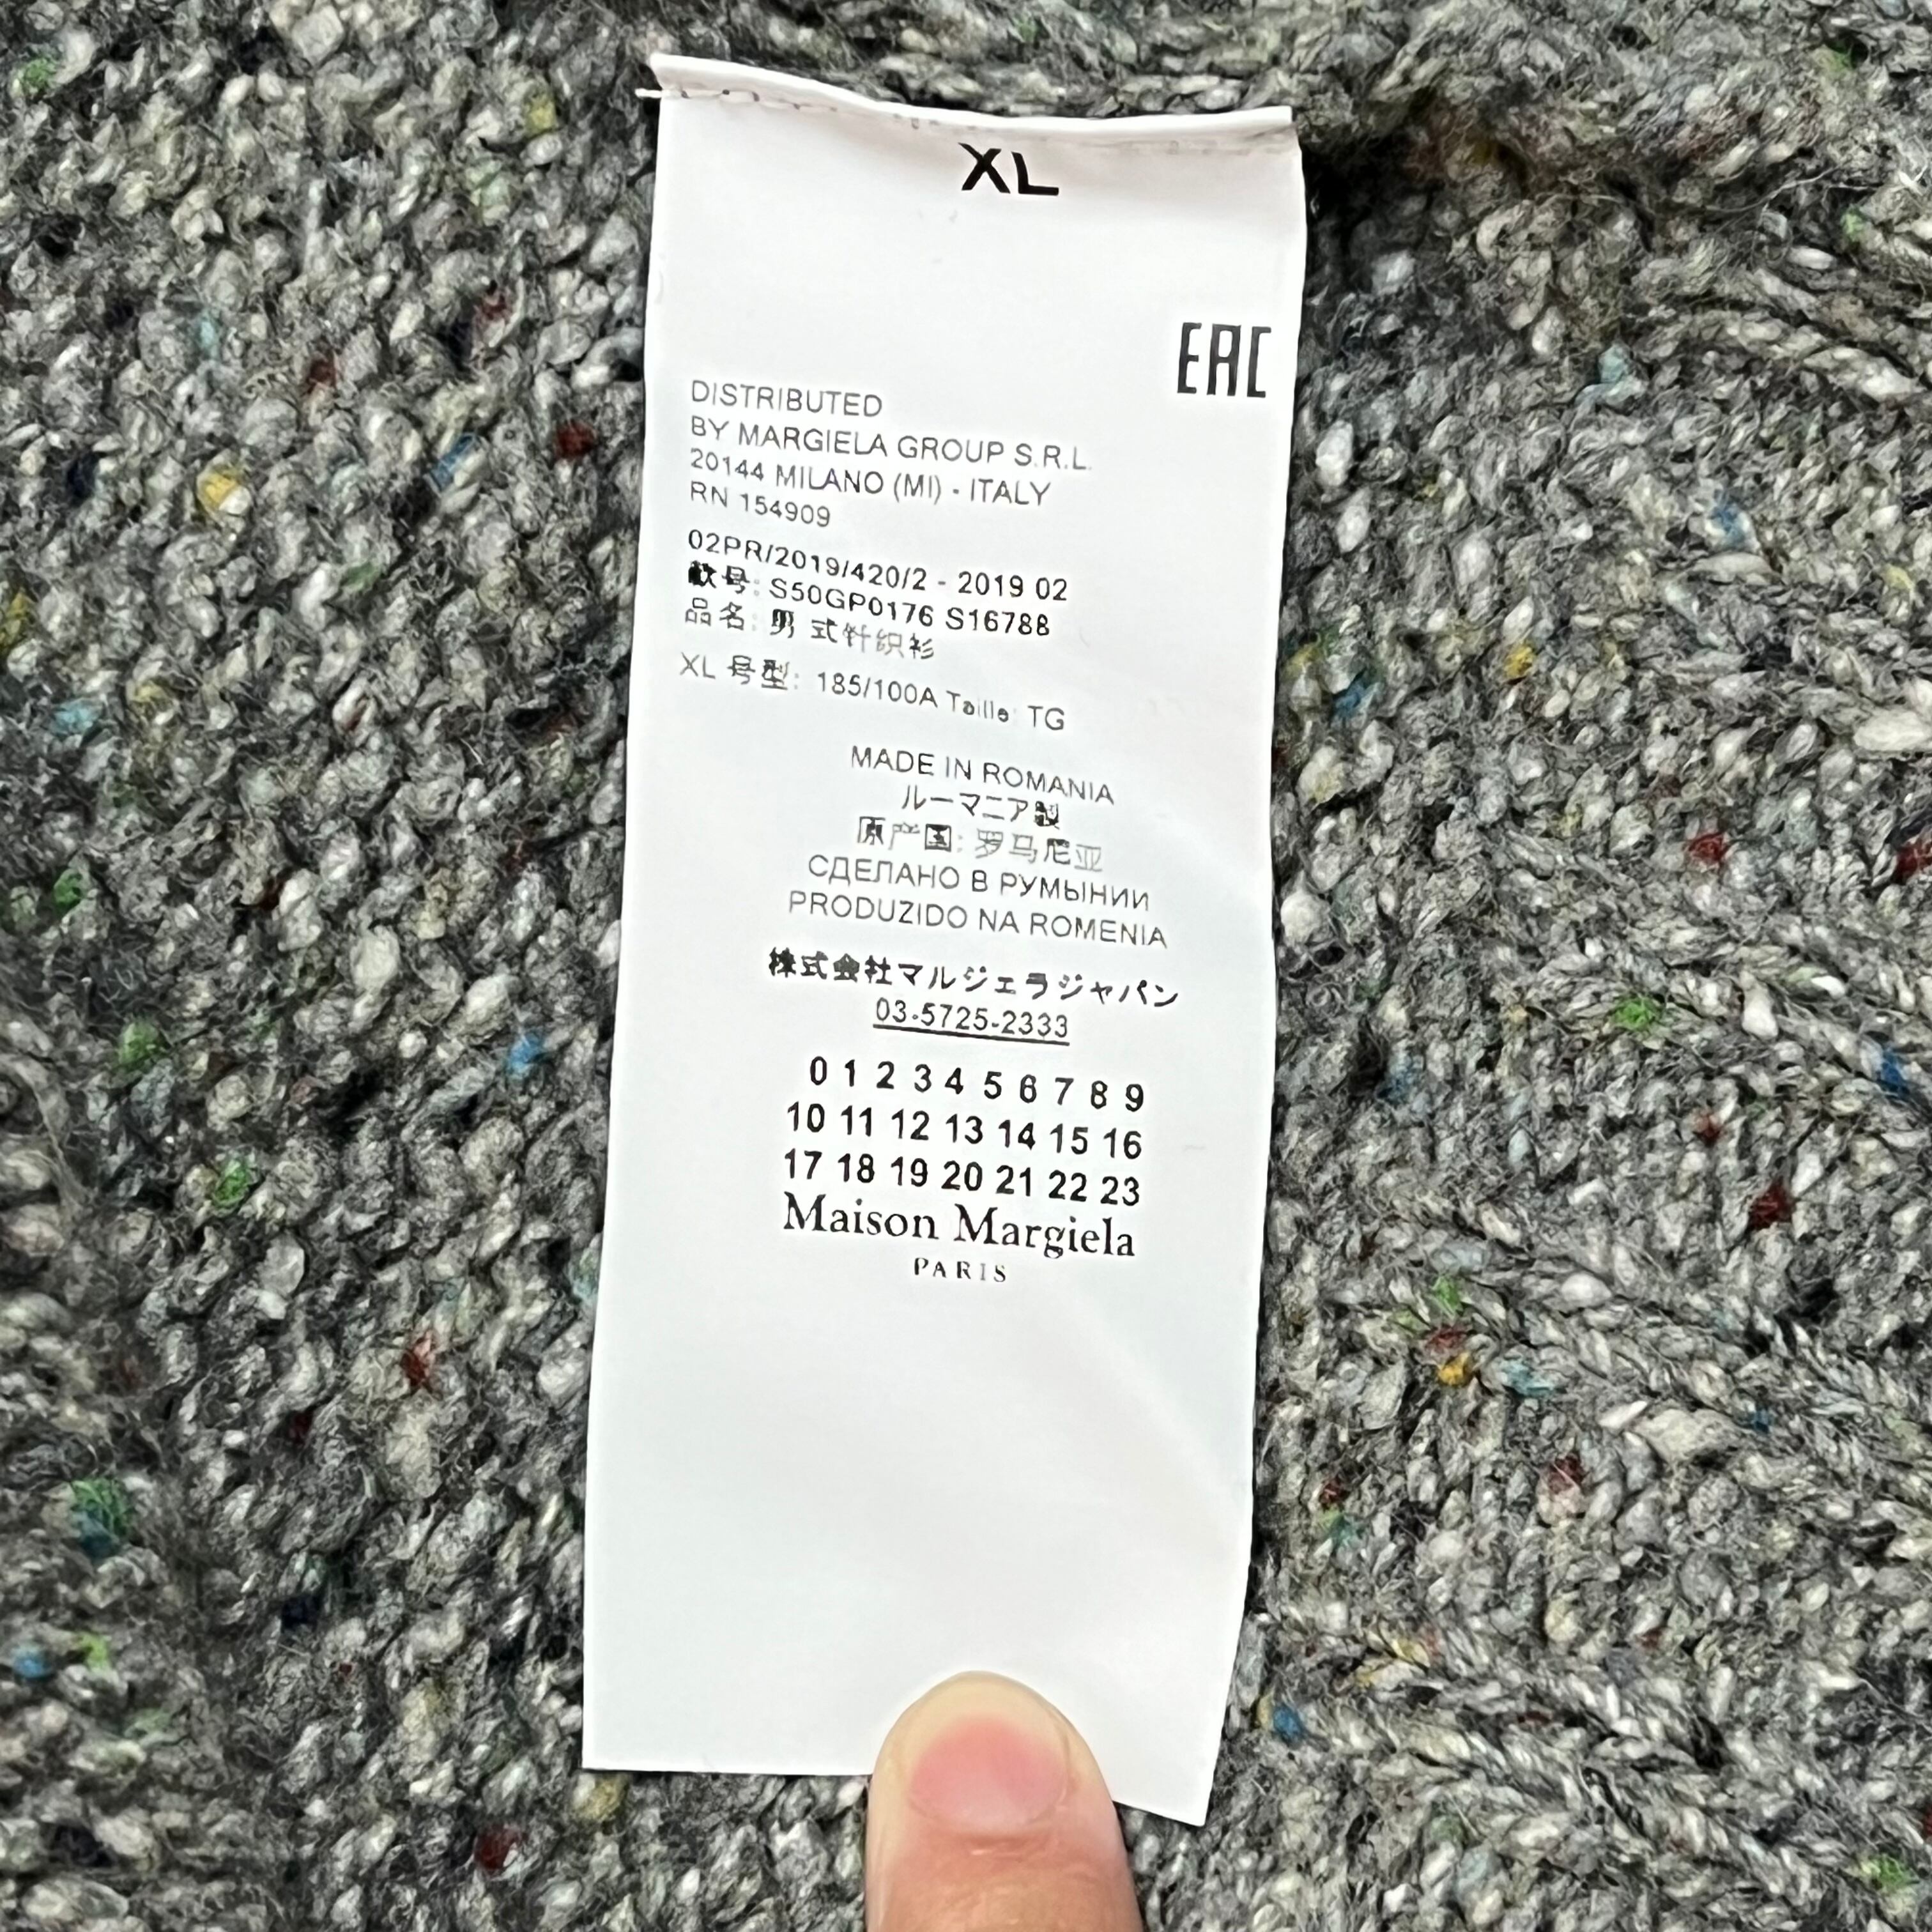 XL
EAC
DISTRIBUTED
BY MARGIELA GROUP S.R.L.
20144 MILANO (MI) - ITALY
RN 154909
02PR/2019/420/2 - 2019 02
款号: S50GP0176 S16788
品名: 男 式针织衫
XL 号型: 185/100A Taille: TG
MADE IN ROMANIA
ルーマニア製
原产国: 罗马尼亚
СДЕЛАНО В РУМЫНИИ
PRODUZIDO NA ROMENIA
株式会社マルジェラジャパン
03-5725-2333
0 1 2 3 4 5 6 7 8 9
10 11 12 13 14 15 16
17 18 19 20 21 22 23
Maison Margiela
PARIS